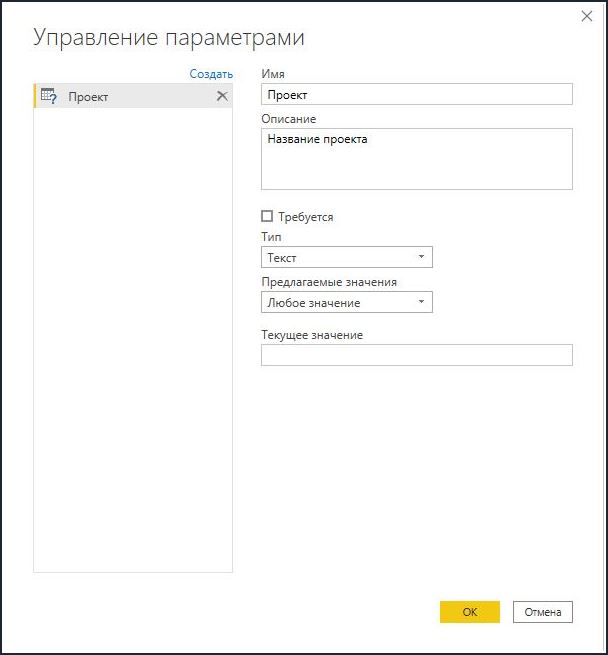 Управление параметрами
Создать
Проект
Имя
Проект
Описание
Название проекта
Требуется
Тип
Текст
Предлагаемые значения
Любое значение
Текущее значение
ОК
Отмена